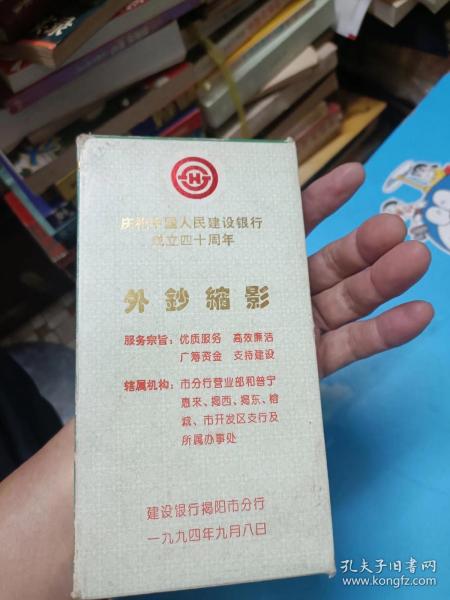 庆祝中国人民建设银行
成立四十周年
外鈔縮影
服务宗旨：优质服务 高效廉洁
广筹资金 支持建设
辖属机构：市分行营业部和普宁
惠来、揭西、揭东、榕
城、市开发区支行及
所属办事处
建设银行揭阳市分行
一九九四年九月八日
孔夫子旧书网
www.kongfz.com